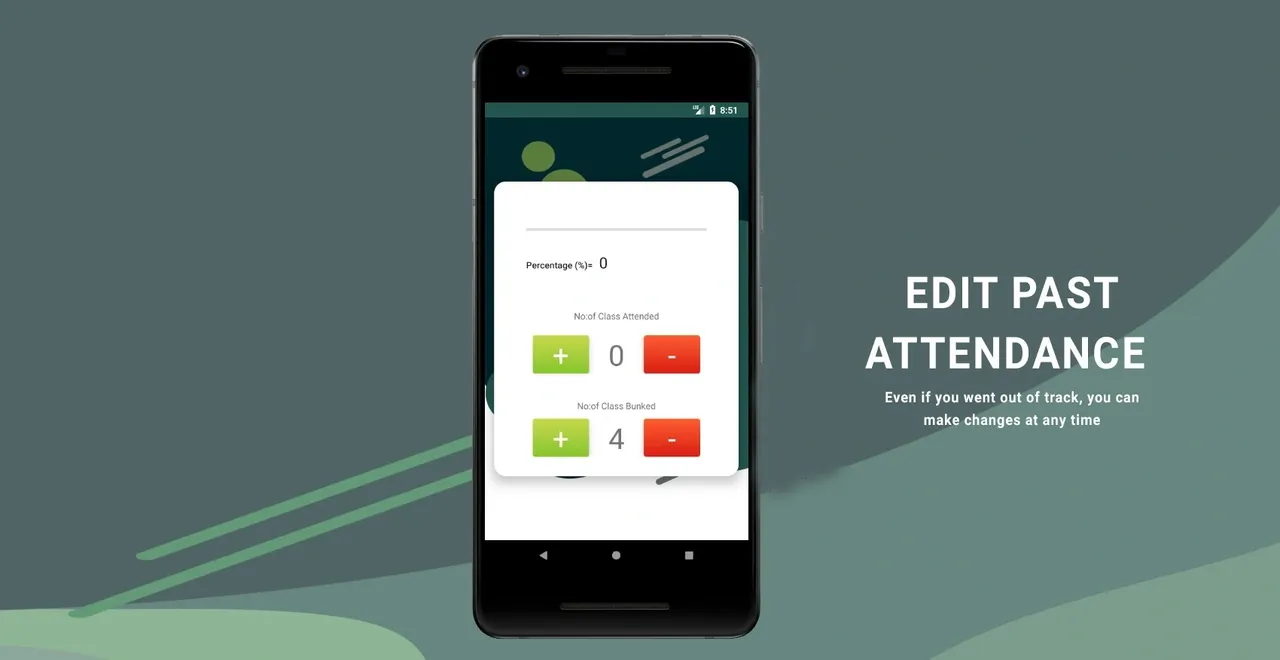 8:51
Percentage (%)= 0
No:of Class Attended
+ 0 -
No:of Class Bunked
+ 4 -
EDIT PAST
ATTENDANCE
Even if you went out of track, you can
make changes at any time